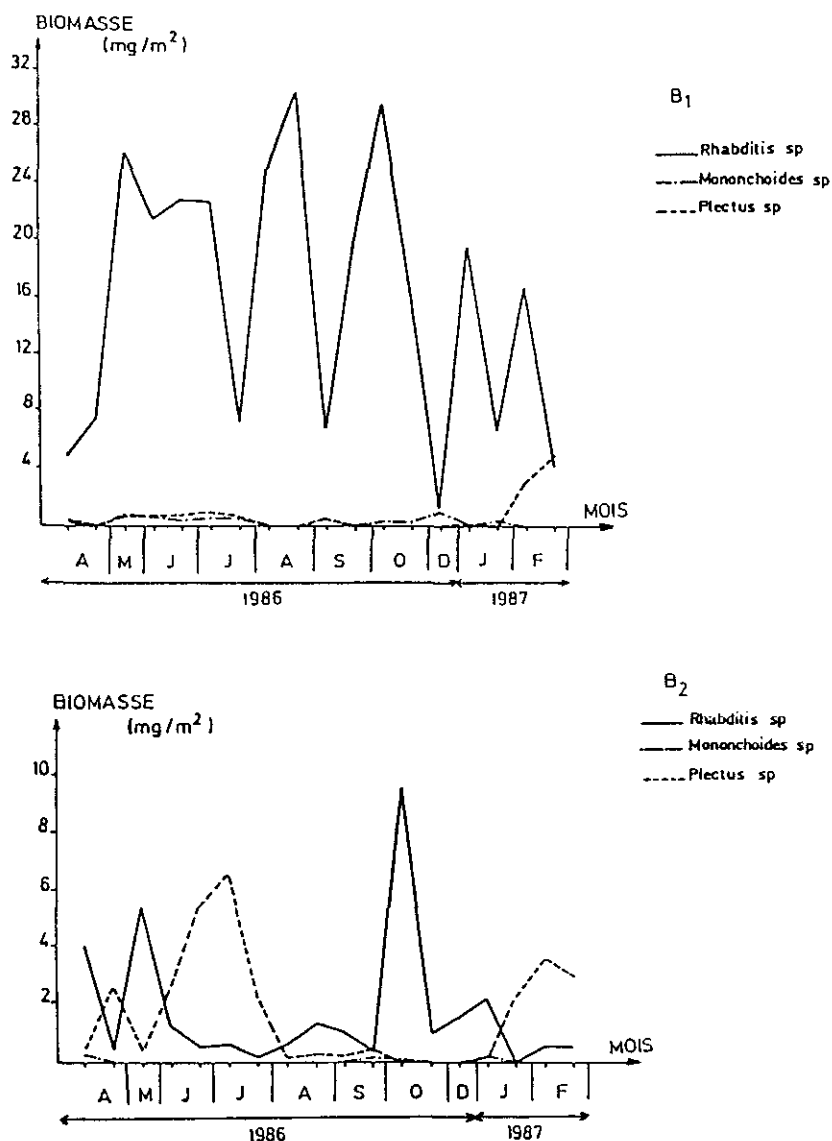 BIOMASSE
(mg/m²)
32
28
24
20
16
12
8
4
B₁
Rhabditis sp
Mononchoides sp
Plectus sp
MOIS
A M J J A S O D J F
1986 1987
BIOMASSE
(mg/m²)
10
8
6
4
2
B₂
Rhabditis sp
Mononchoides sp
Plectus sp
MOIS
A M J J A S O D J F
1986 1987